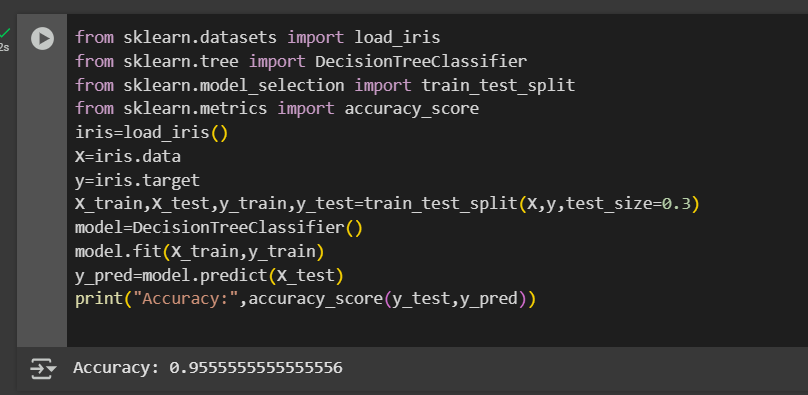 from sklearn.datasets import load_iris
from sklearn.tree import DecisionTreeClassifier
2s
from sklearn.model_selection import train_test_split
from sklearn.metrics import accuracy_score
iris=load_iris()
X=iris.data
y=iris.target
X_train,X_test,y_train,y_test=train_test_split(X,y,test_size=0.3)
model=DecisionTreeClassifier()
model.fit(X_train,y_train)
y_pred=model.predict(X_test)
print("Accuracy:",accuracy_score(y_test,y_pred))
Accuracy: 0.9555555555555556